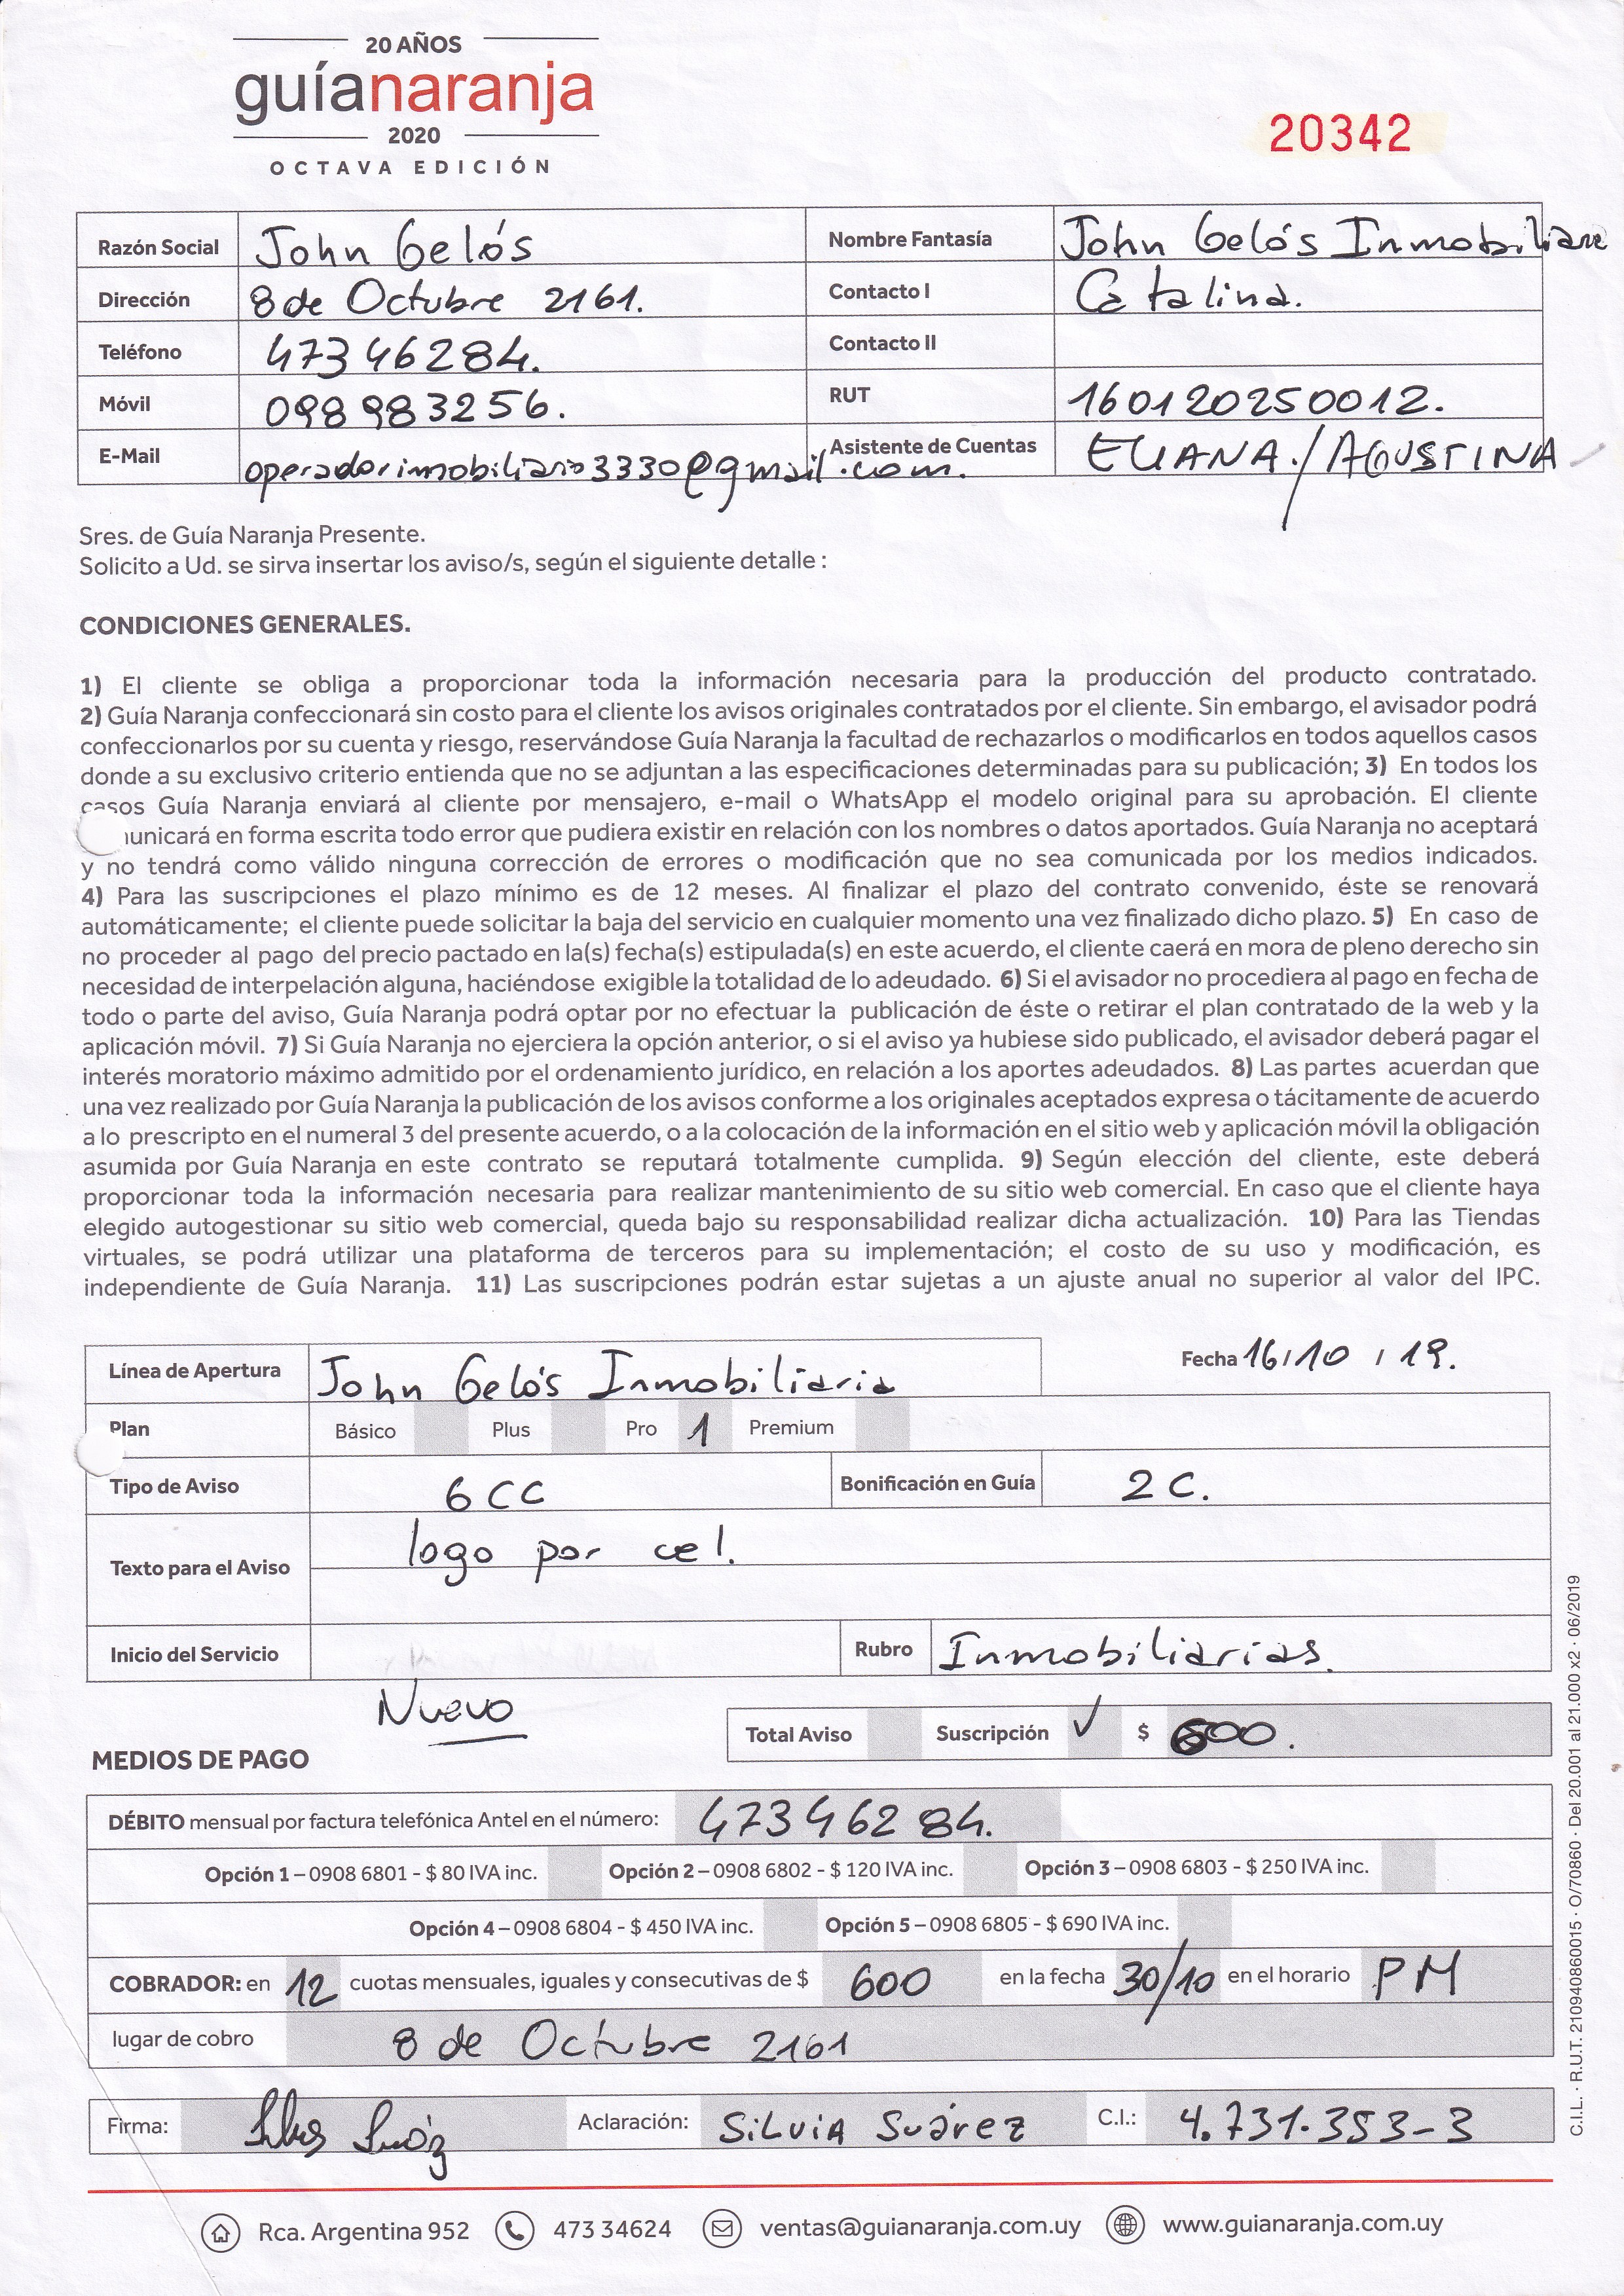 20 AÑOS
guíanaranja
2020
OCTAVA EDICIÓN
20342
Razón Social John Gelós Nombre Fantasía John Gelós Inmobiliaria
Dirección 8 de Octubre 2161. Contacto I Catalina.
Teléfono 47346284. Contacto II
Móvil 098983256. RUT 160120250012.
E-Mail operadorinmobiliario3330@gmail.com. Asistente de Cuentas ELIANA./AGUSTINA
Sres. de Guía Naranja Presente.
Solicito a Ud. se sirva insertar los aviso/s, según el siguiente detalle :
CONDICIONES GENERALES.
1) El cliente se obliga a proporcionar toda la información necesaria para la producción del producto contratado.
2) Guía Naranja confeccionará sin costo para el cliente los avisos originales contratados por el cliente. Sin embargo, el avisador podrá
confeccionarlos por su cuenta y riesgo, reservándose Guía Naranja la facultad de rechazarlos o modificarlos en todos aquellos casos
donde a su exclusivo criterio entienda que no se adjuntan a las especificaciones determinadas para su publicación; 3) En todos los
casos Guía Naranja enviará al cliente por mensajero, e-mail o WhatsApp el modelo original para su aprobación. El cliente
unicará en forma escrita todo error que pudiera existir en relación con los nombres o datos aportados. Guía Naranja no aceptará
y no tendrá como válido ninguna corrección de errores o modificación que no sea comunicada por los medios indicados.
4) Para las suscripciones el plazo mínimo es de 12 meses. Al finalizar el plazo del contrato convenido, éste se renovará
automáticamente; el cliente puede solicitar la baja del servicio en cualquier momento una vez finalizado dicho plazo. 5) En caso de
no proceder al pago del precio pactado en la(s) fecha(s) estipulada(s) en este acuerdo, el cliente caerá en mora de pleno derecho sin
necesidad de interpelación alguna, haciéndose exigible la totalidad de lo adeudado. 6) Si el avisador no procediera al pago en fecha de
todo o parte del aviso, Guía Naranja podrá optar por no efectuar la publicación de éste o retirar el plan contratado de la web y la
aplicación móvil. 7) Si Guía Naranja no ejerciera la opción anterior, o si el aviso ya hubiese sido publicado, el avisador deberá pagar el
interés moratorio máximo admitido por el ordenamiento jurídico, en relación a los aportes adeudados. 8) Las partes acuerdan que
una vez realizado por Guía Naranja la publicación de los avisos conforme a los originales aceptados expresa o tácitamente de acuerdo
a lo prescripto en el numeral 3 del presente acuerdo, o a la colocación de la información en el sitio web y aplicación móvil la obligación
asumida por Guía Naranja en este contrato se reputará totalmente cumplida. 9) Según elección del cliente, este deberá
proporcionar toda la información necesaria para realizar mantenimiento de su sitio web comercial. En caso que el cliente haya
elegido autogestionar su sitio web comercial, queda bajo su responsabilidad realizar dicha actualización. 10) Para las Tiendas
virtuales, se podrá utilizar una plataforma de terceros para su implementación; el costo de su uso y modificación, es
independiente de Guía Naranja. 11) Las suscripciones podrán estar sujetas a un ajuste anual no superior al valor del IPC.
Línea de Apertura John Gelós Inmobiliaria Fecha 16/10/19.
Plan Básico Plus Pro 1 Premium
Tipo de Aviso 6CC Bonificación en Guía 2C.
Texto para el Aviso logo por cel.
Inicio del Servicio Rubro Inmobiliarias.
Nuevo
Total Aviso Suscripción ✓ $ 600.
MEDIOS DE PAGO
DÉBITO mensual por factura telefónica Antel en el número: 47346284.
Opción 1 – 0908 6801 - $ 80 IVA inc. Opción 2 – 0908 6802 - $ 120 IVA inc. Opción 3 – 0908 6803 - $ 250 IVA inc.
Opción 4 – 0908 6804 - $ 450 IVA inc. Opción 5 – 0908 6805 - $ 690 IVA inc.
COBRADOR: en 12 cuotas mensuales, iguales y consecutivas de $ 600 en la fecha 30/10 en el horario PM
lugar de cobro 8 de Octubre 2161
Firma: Aclaración: SILVIA Suárez C.I.: 4.731.353-3
Rca. Argentina 952 473 34624 ventas@guianaranja.com.uy www.guianaranja.com.uy
C.I.L. · R.U.T. 210940860015 · O/70860 · Del 20.001 al 21.000 x2 · 06/2019